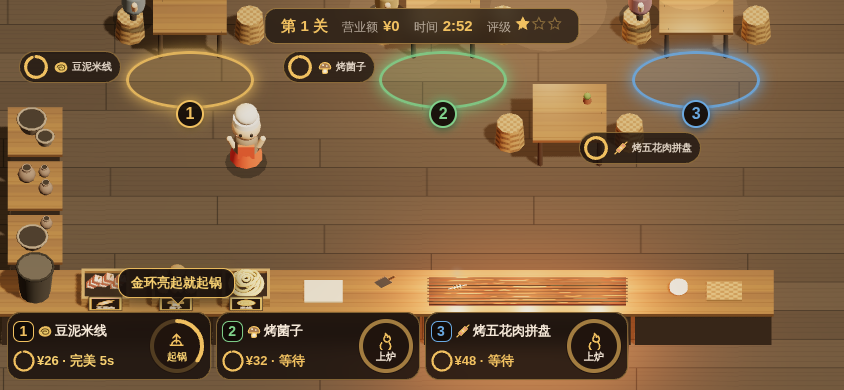 第 1 关 营业额 ¥0 时间 2:52 评级
豆泥米线
烤菌子
1
2
3
烤五花肉拼盘
金环亮起就起锅
1 豆泥米线
¥26 · 完美 5s
起锅
2 烤菌子
¥32 · 等待
上炉
3 烤五花肉拼盘
¥48 · 等待
上炉